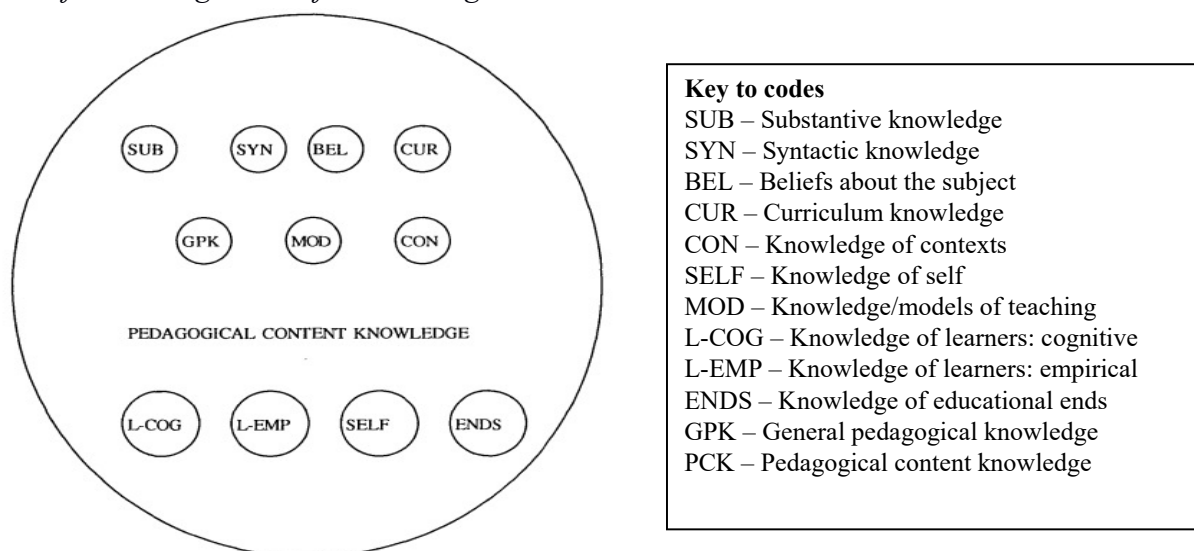 SUB SYN BEL CUR
GPK MOD CON
PEDAGOGICAL CONTENT KNOWLEDGE
L-COG L-EMP SELF ENDS
Key to codes
SUB – Substantive knowledge
SYN – Syntactic knowledge
BEL – Beliefs about the subject
CUR – Curriculum knowledge
CON – Knowledge of contexts
SELF – Knowledge of self
MOD – Knowledge/models of teaching
L-COG – Knowledge of learners: cognitive
L-EMP – Knowledge of learners: empirical
ENDS – Knowledge of educational ends
GPK – General pedagogical knowledge
PCK – Pedagogical content knowledge